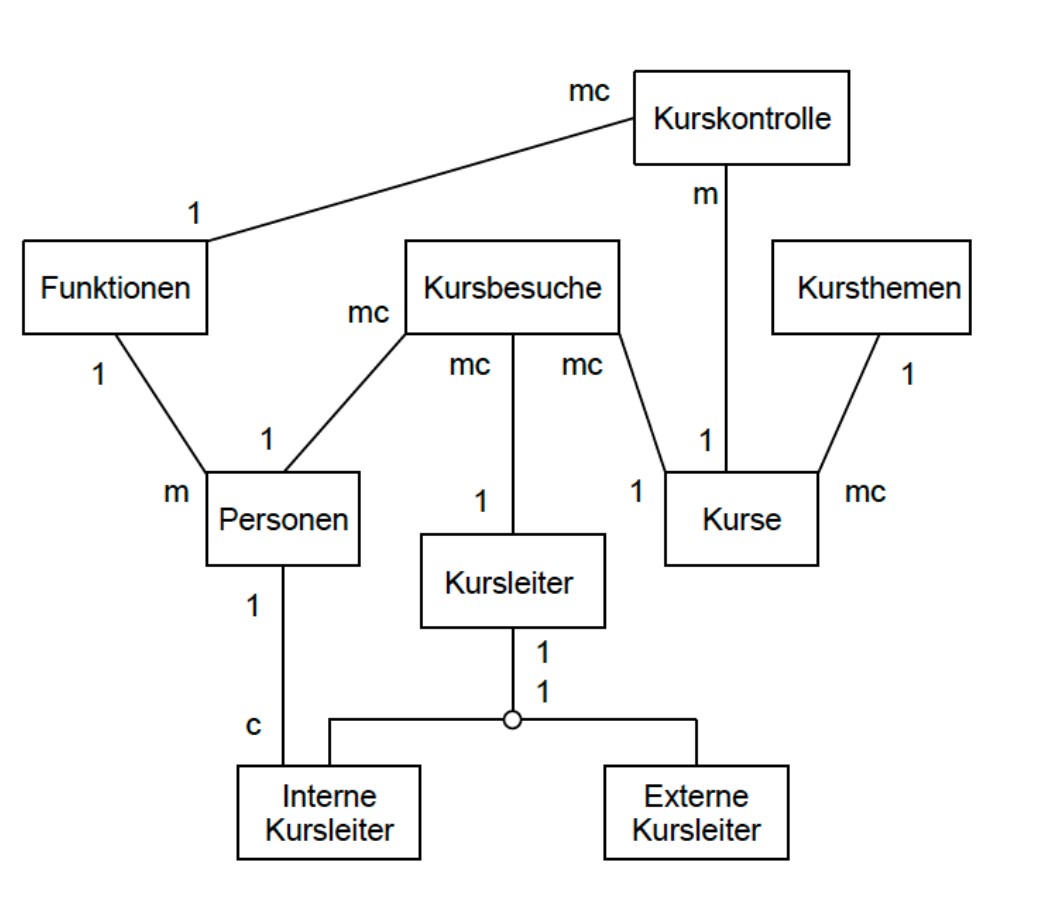 mc
Kurskontrolle
m
1
Funktionen
Kursbesuche
Kursthemen
mc
mc
mc
1
1
1
1
m
1
1
mc
Personen
Kurse
Kursleiter
1
1
1
c
Interne
Kursleiter
Externe
Kursleiter